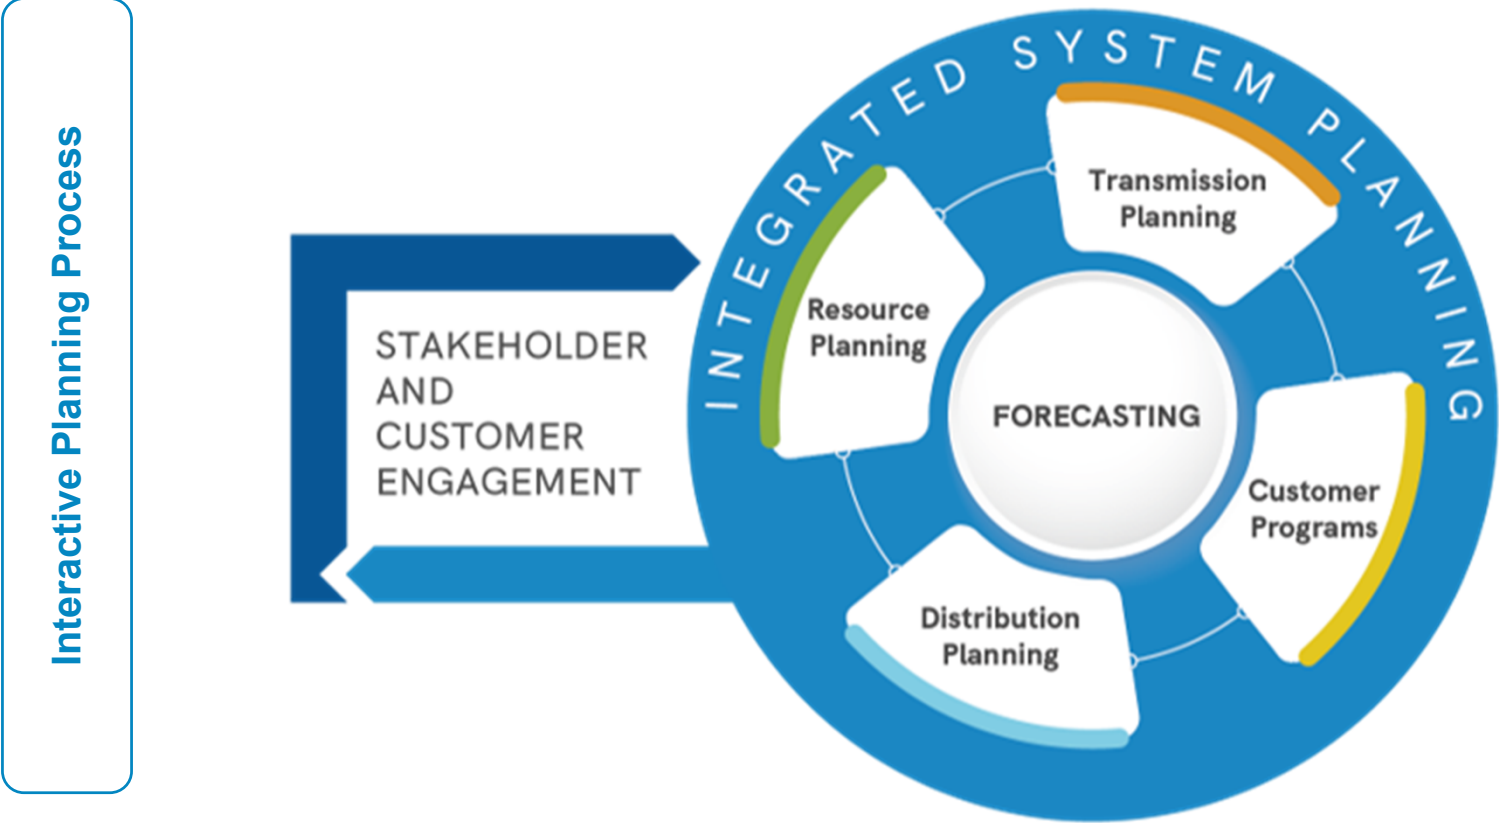 Interactive Planning Process
STAKEHOLDER
AND
CUSTOMER
ENGAGEMENT
INTEGRATED SYSTEM PLANNING
Transmission
Planning
Resource
Planning
FORECASTING
Customer
Programs
Distribution
Planning